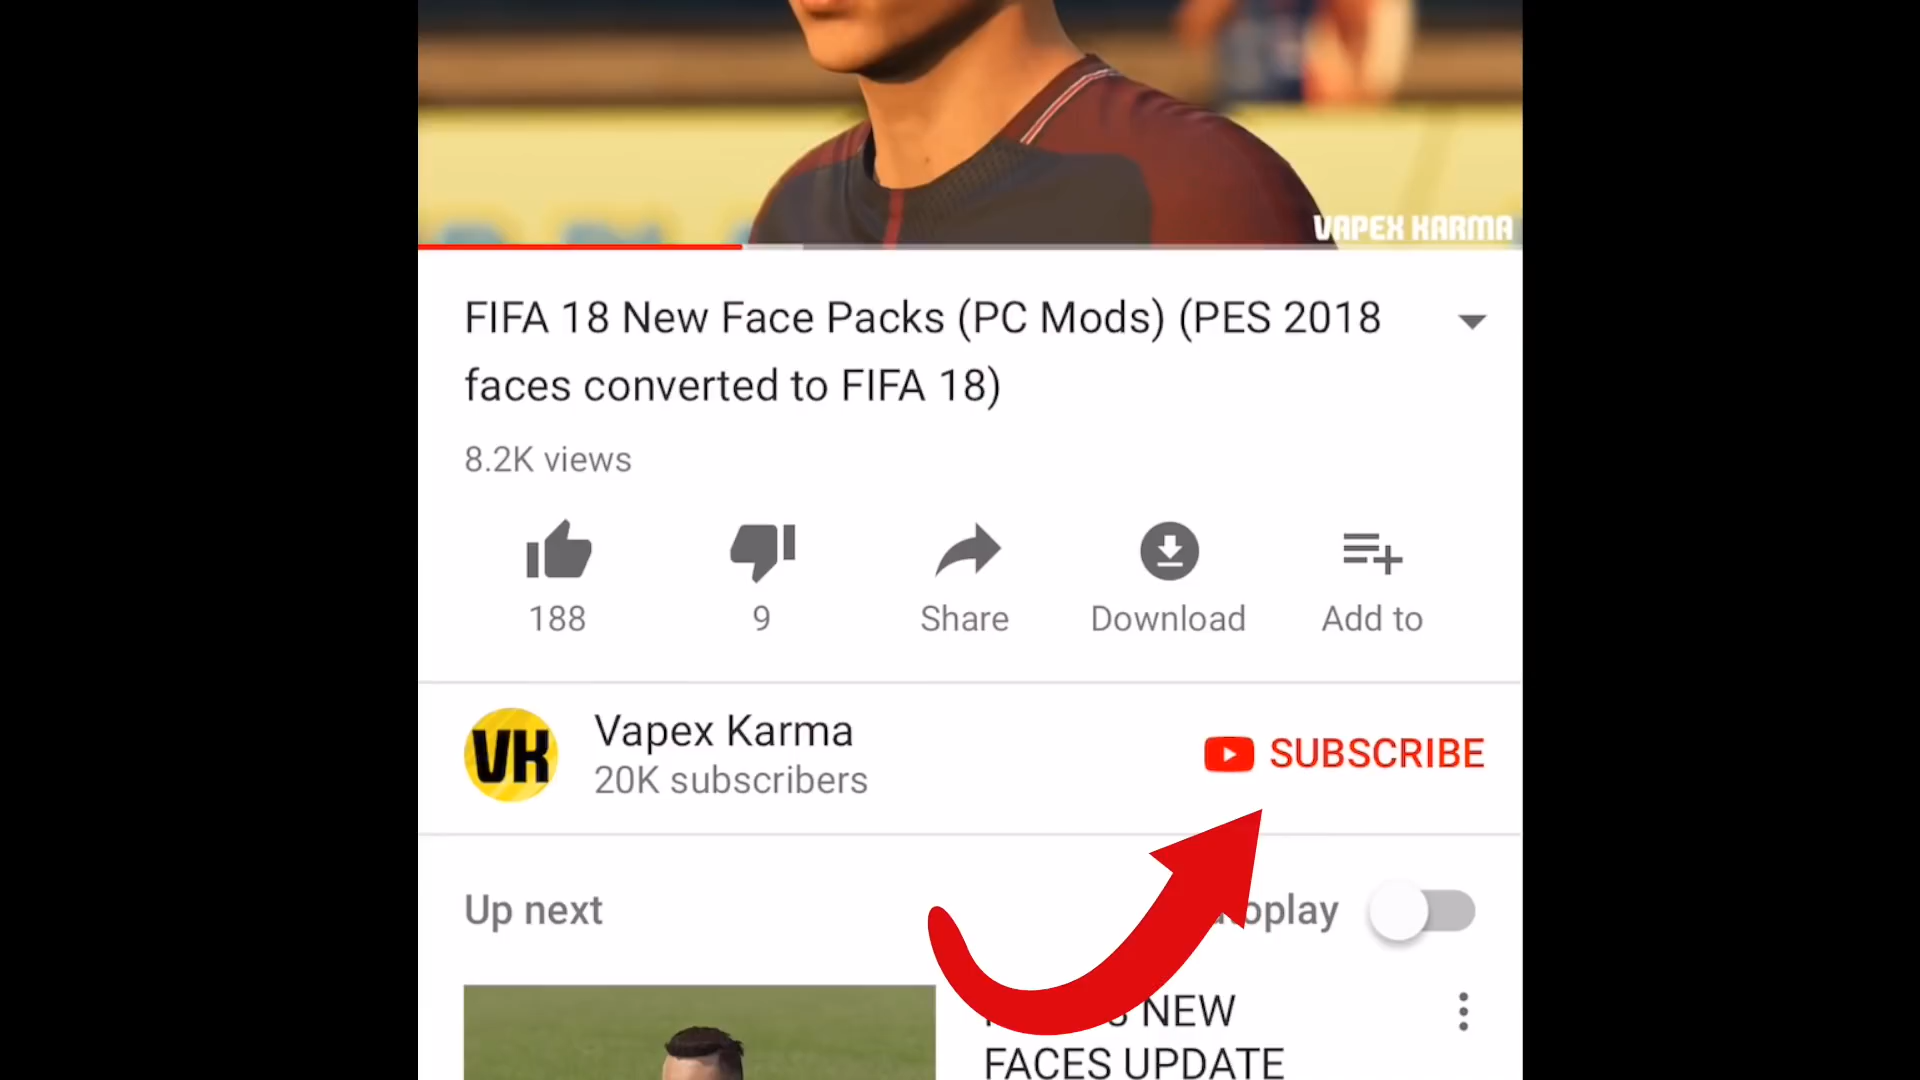 VAPEX KARMA
FIFA 18 New Face Packs (PC Mods) (PES 2018
faces converted to FIFA 18)
8.2K views
188
9
Share
Download
Add to
VK
Vapex Karma
20K subscribers
SUBSCRIBE
Up next
NEW
FACES UPDATE